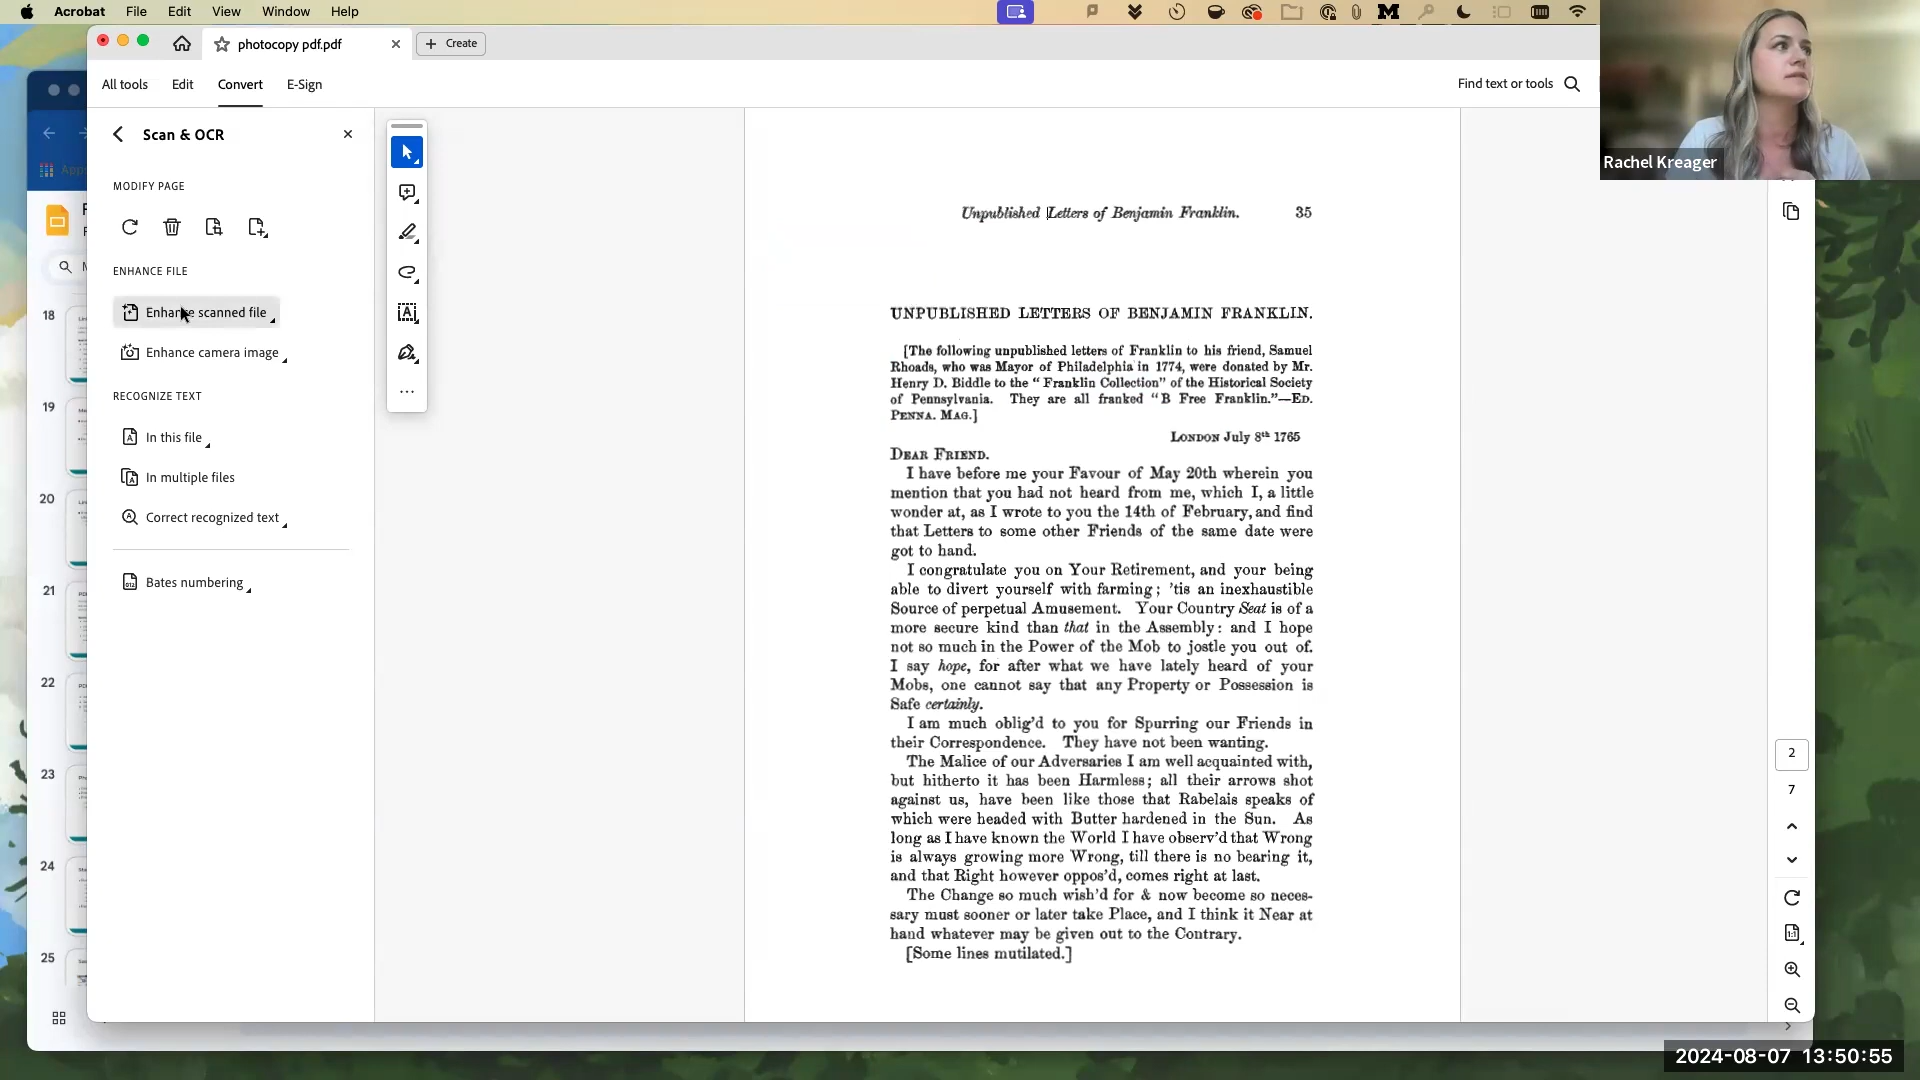 Acrobat File Edit View Window Help
photocopy pdf.pdf
Create
All tools Edit Convert E-Sign
Find text or tools
Rachel Kreager
Scan & OCR
MODIFY PAGE
ENHANCE FILE
Enhance scanned file
Enhance camera image
RECOGNIZE TEXT
In this file
In multiple files
Correct recognized text
Bates numbering
18
19
20
21
22
23
24
25
Unpublished Letters of Benjamin Franklin. 35
UNPUBLISHED LETTERS OF BENJAMIN FRANKLIN.
[The following unpublished letters of Franklin to his friend, Samuel
Rhoads, who was Mayor of Philadelphia in 1774, were donated by Mr.
Henry D. Biddle to the “ Franklin Collection” of the Historical Society
of Pennsylvania. They are all franked “B Free Franklin.”—ED.
PENNA. MAG.]
LONDON July 8th 1765
DEAR FRIEND.
I have before me your Favour of May 20th wherein you
mention that you had not heard from me, which I, a little
wonder at, as I wrote to you the 14th of February, and find
that Letters to some other Friends of the same date were
got to hand.
I congratulate you on Your Retirement, and your being
able to divert yourself with farming; ’tis an inexhaustible
Source of perpetual Amusement. Your Country Seat is of a
more secure kind than that in the Assembly: and I hope
not so much in the Power of the Mob to jostle you out of.
I say hope, for after what we have lately heard of your
Mobs, one cannot say that any Property or Possession is
Safe certainly.
I am much oblig’d to you for Spurring our Friends in
their Correspondence. They have not been wanting.
The Malice of our Adversaries I am well acquainted with,
but hitherto it has been Harmless; all their arrows shot
against us, have been like those that Rabelais speaks of
which were headed with Butter hardened in the Sun. As
long as I have known the World I have observ’d that Wrong
is always growing more Wrong, till there is no bearing it,
and that Right however oppos’d, comes right at last.
The Change so much wish’d for & now become so neces-
sary must sooner or later take Place, and I think it Near at
hand whatever may be given out to the Contrary.
[Some lines mutilated.]
2
7
2024-08-07 13:50:55